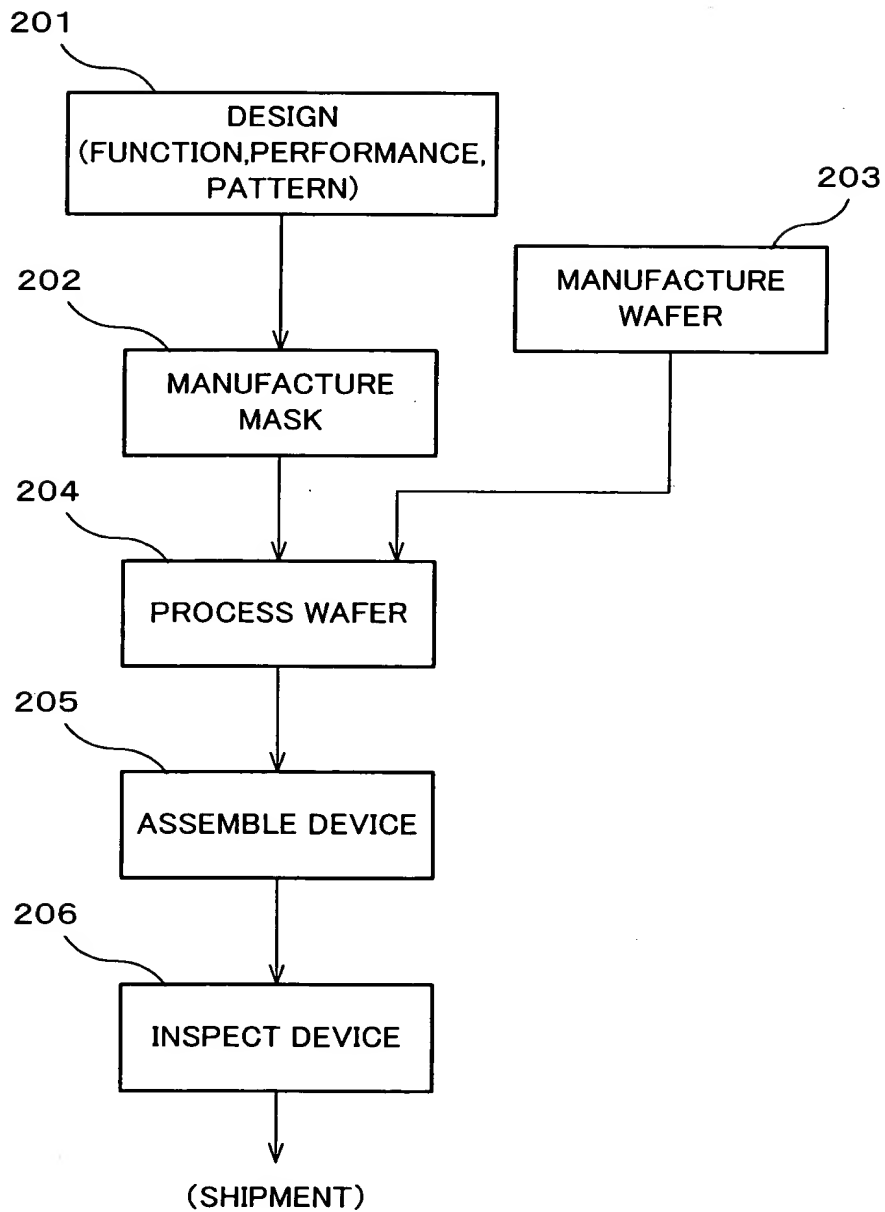 201
DESIGN
(FUNCTION,PERFORMANCE,
PATTERN)
203
MANUFACTURE
WAFER
202
MANUFACTURE
MASK
204
PROCESS WAFER
205
ASSEMBLE DEVICE
206
INSPECT DEVICE
(SHIPMENT)